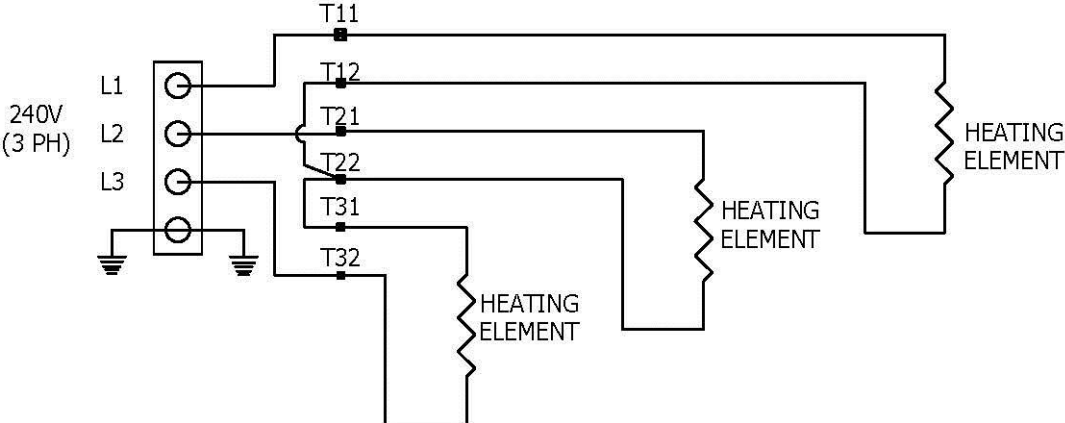 T11
T12
L1
240V
(3 PH)
T21
L2
HEATING
ELEMENT
T22
L3
T31
HEATING
ELEMENT
T32
HEATING
ELEMENT